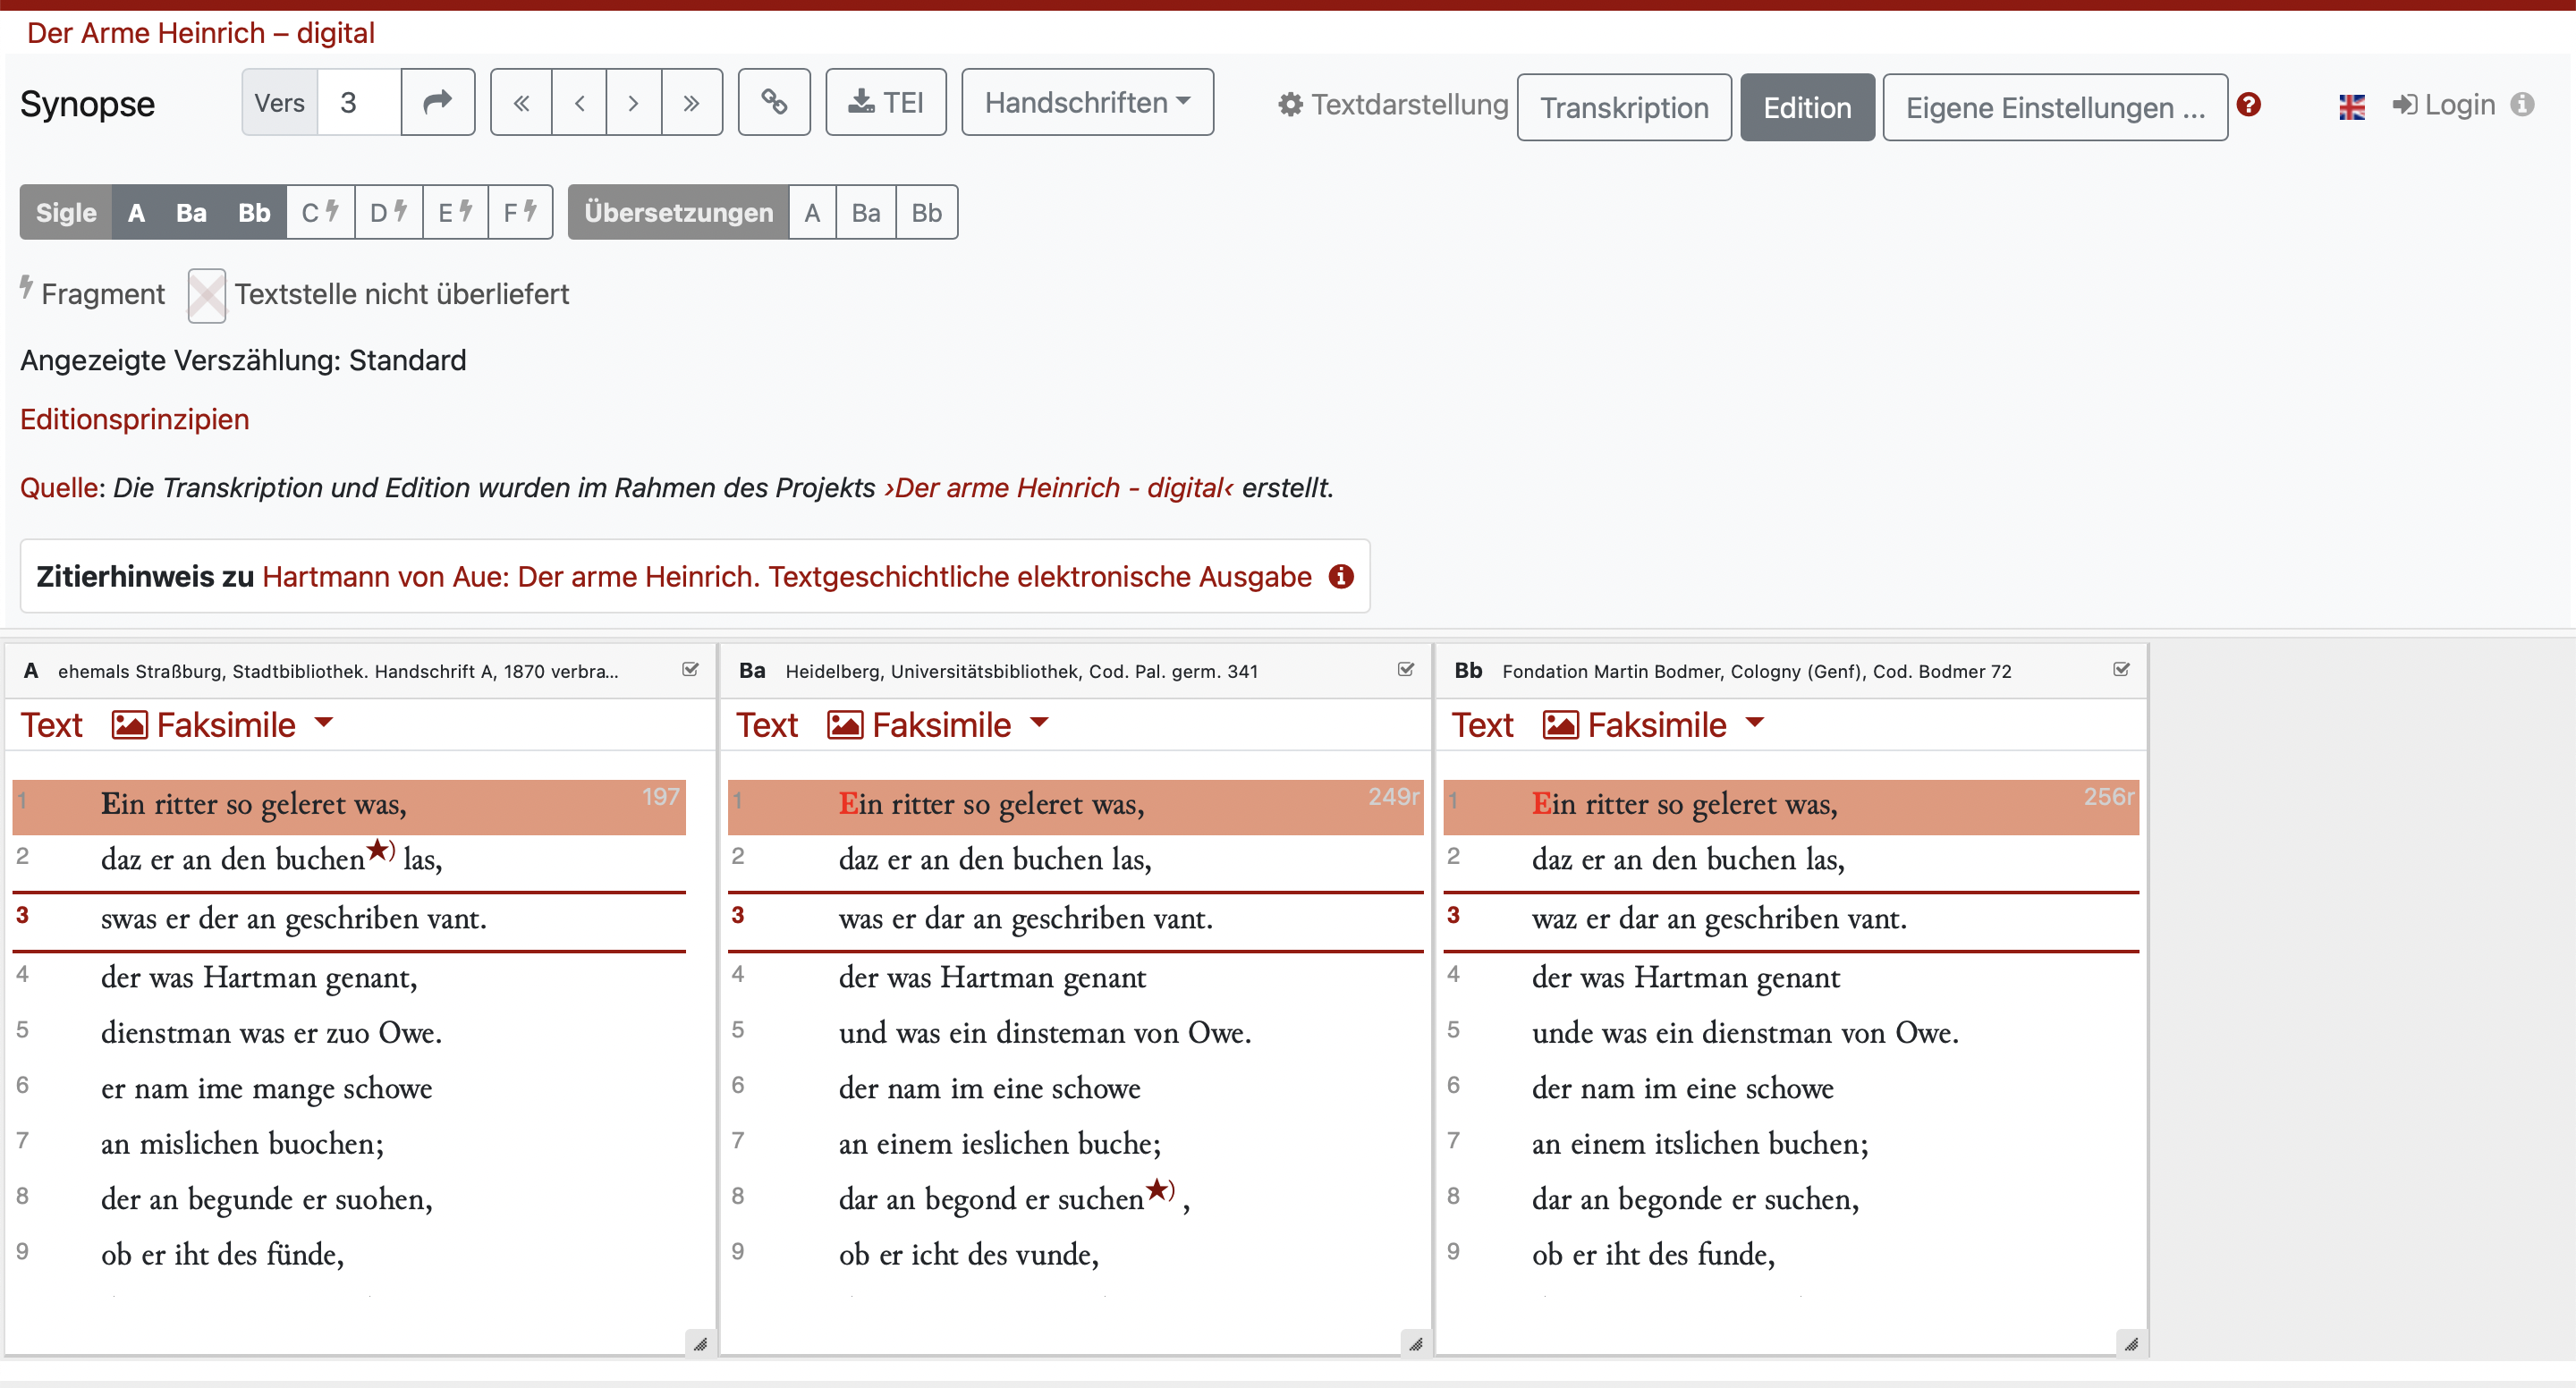 Der Arme Heinrich – digital
Synopse Vers 3 « ‹ › » TEI Handschriften Textdarstellung Transkription Edition Eigene Einstellungen ... ? Login i
Sigle A Ba Bb C D E F Übersetzungen A Ba Bb
Fragment Textstelle nicht überliefert
Angezeigte Verszählung: Standard
Editionsprinzipien
Quelle: Die Transkription und Edition wurden im Rahmen des Projekts ›Der arme Heinrich - digital‹ erstellt.
Zitierhinweis zu Hartmann von Aue: Der arme Heinrich. Textgeschichtliche elektronische Ausgabe i
A ehemals Straßburg, Stadtbibliothek. Handschrift A, 1870 verbra...
Text Faksimile
1 Ein ritter so geleret was, 197
2 daz er an den buchen★) las,
3 swas er der an geschriben vant.
4 der was Hartman genant,
5 dienstman was er zuo Owe.
6 er nam ime mange schowe
7 an mislichen buochen;
8 der an begunde er suohen,
9 ob er iht des fünde,
Ba Heidelberg, Universitätsbibliothek, Cod. Pal. germ. 341
Text Faksimile
1 Ein ritter so geleret was, 249r
2 daz er an den buchen las,
3 was er dar an geschriben vant.
4 der was Hartman genant
5 und was ein dinsteman von Owe.
6 der nam im eine schowe
7 an einem ieslichen buche;
8 dar an begond er suchen★) ,
9 ob er icht des vunde,
Bb Fondation Martin Bodmer, Cologny (Genf), Cod. Bodmer 72
Text Faksimile
1 Ein ritter so geleret was, 256r
2 daz er an den buchen las,
3 waz er dar an geschriben vant.
4 der was Hartman genant
5 unde was ein dienstman von Owe.
6 der nam im eine schowe
7 an einem itslichen buchen;
8 dar an begonde er suchen,
9 ob er iht des funde,